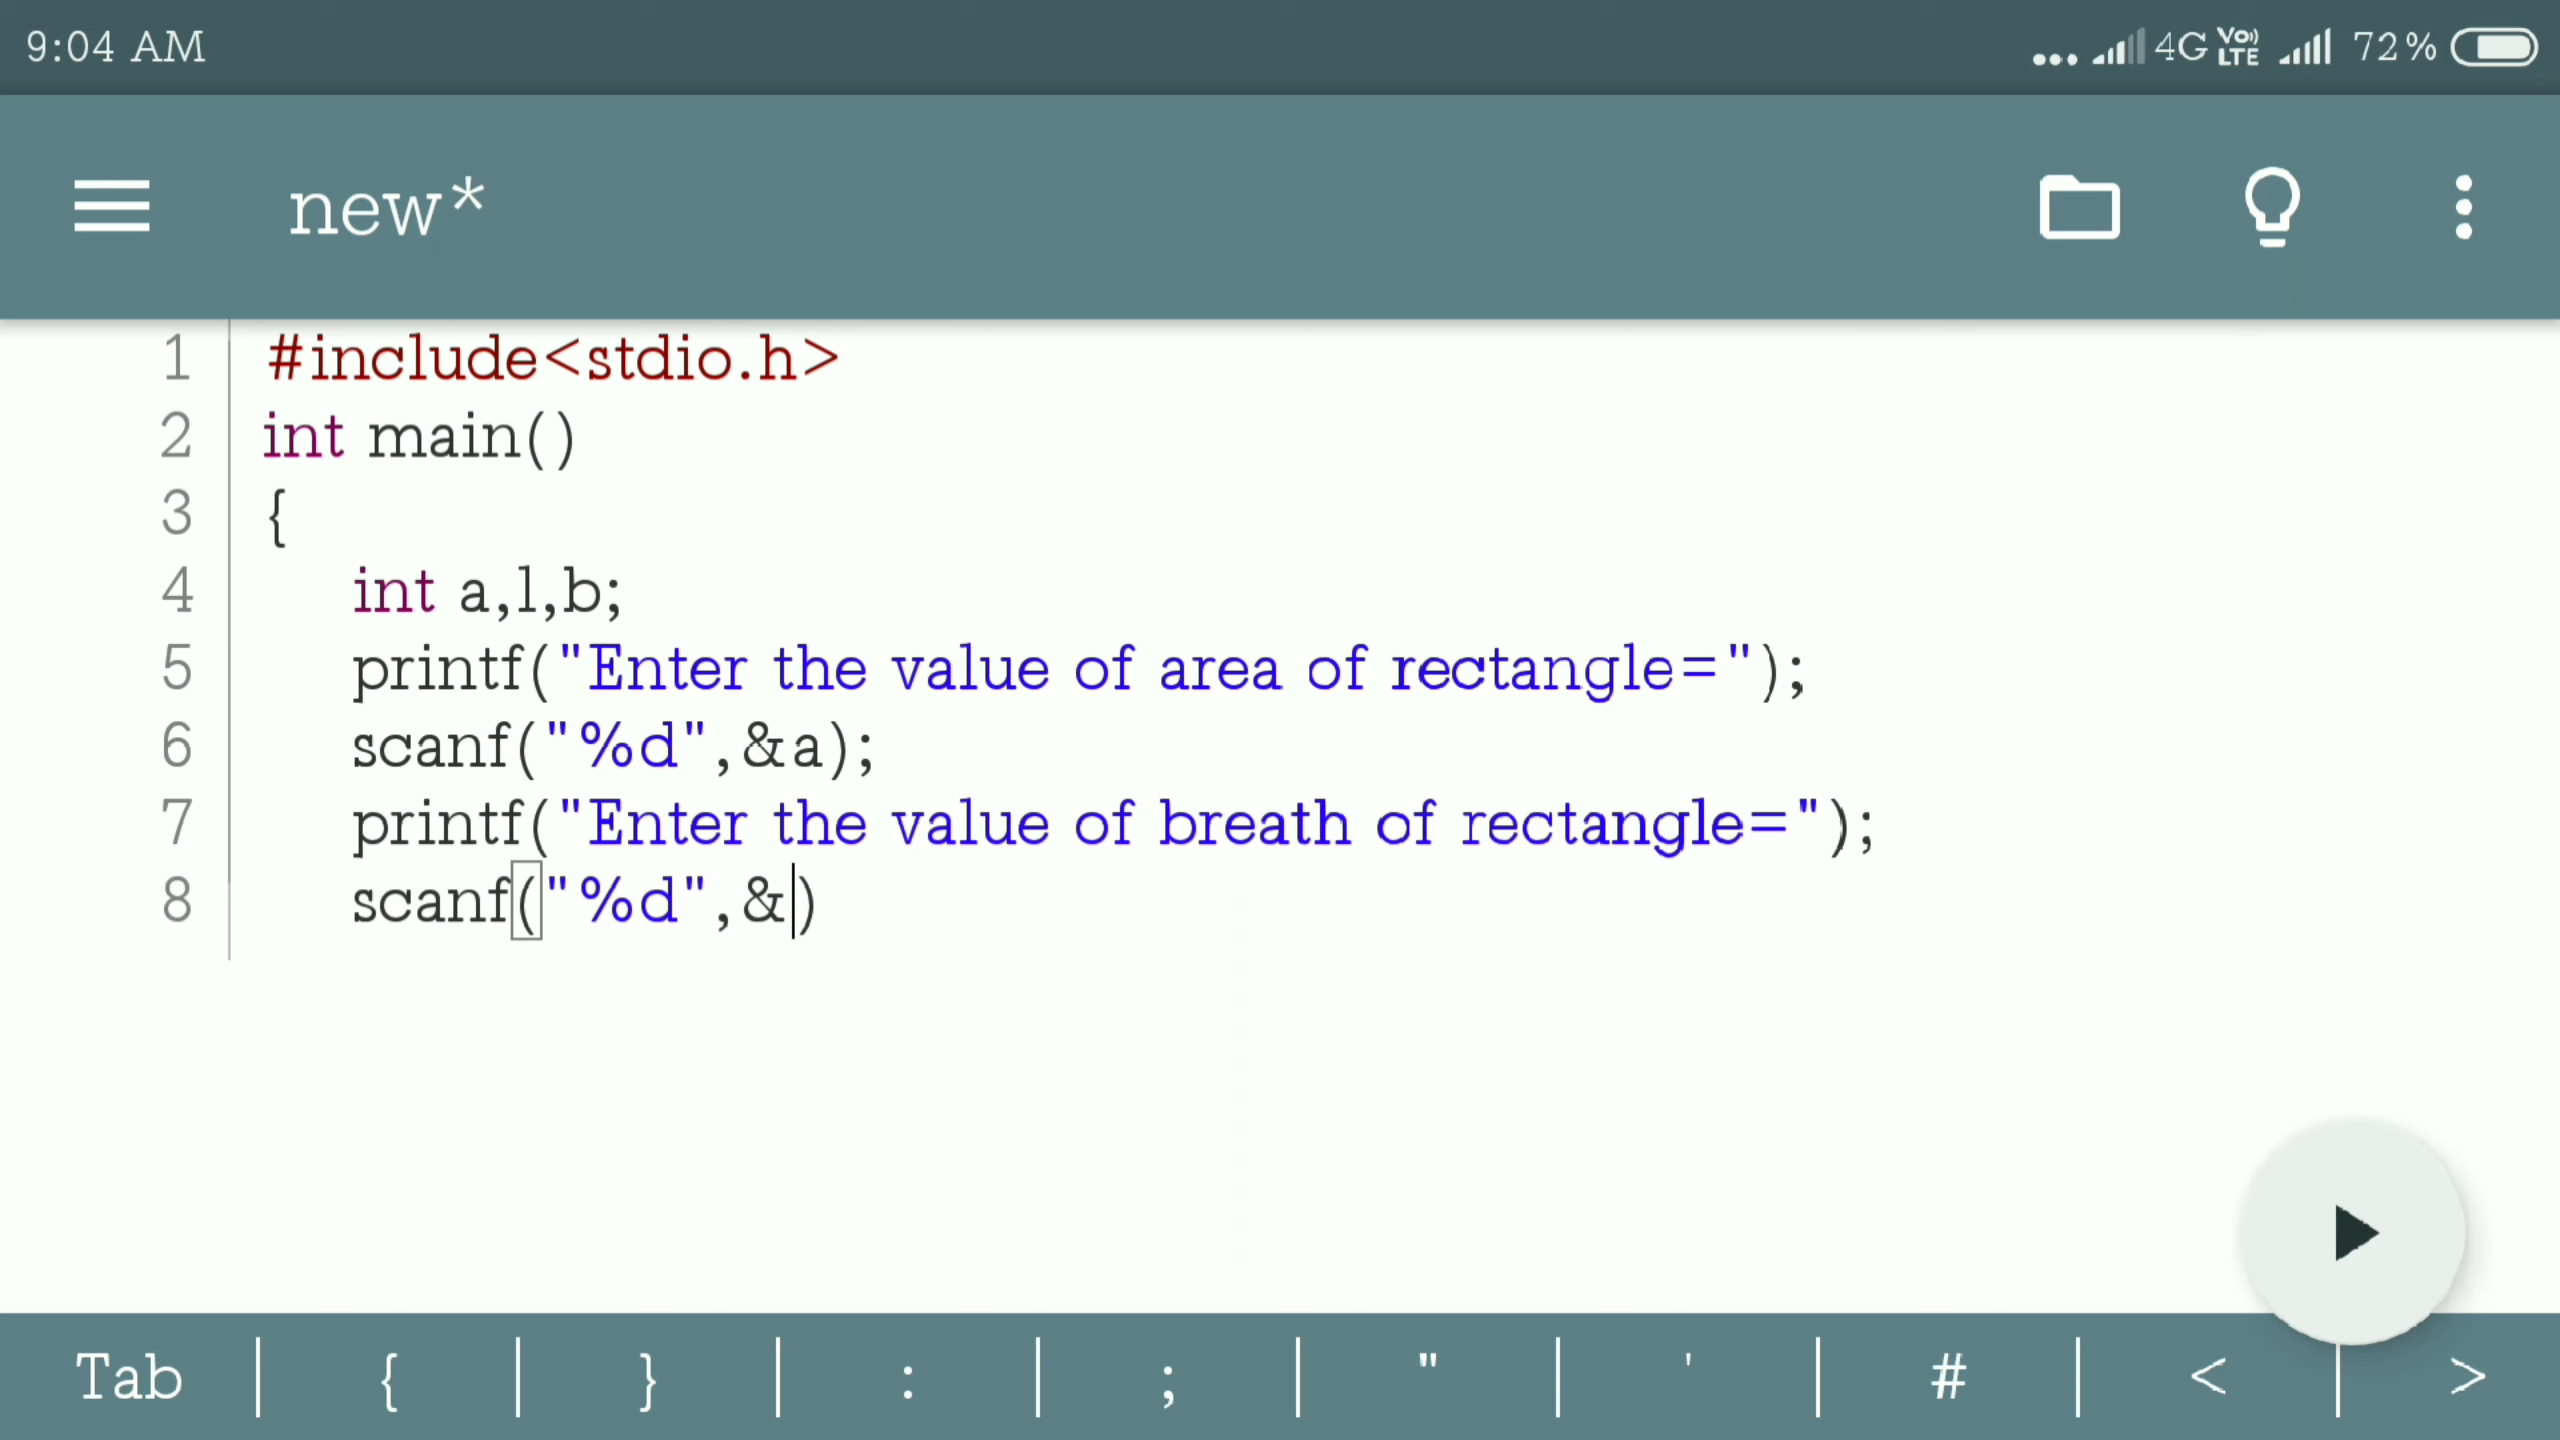 9:04 AM 4G Vo) LTE 72%
new*
1 #include<stdio.h>
2 int main()
3 {
4 int a,l,b;
5 printf("Enter the value of area of rectangle=");
6 scanf("%d",&a);
7 printf("Enter the value of breath of rectangle=");
8 scanf("%d",&)
Tab { } : ; " ' # < >